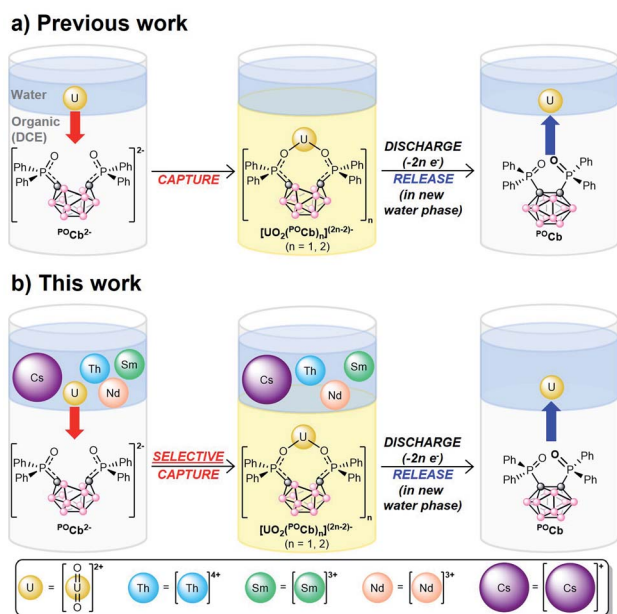 a) Previous work
Water
U
Organic
(DCE)
2-
O O
Ph P P Ph
Ph Ph
POCb2-
CAPTURE
U
O O
Ph P P Ph
Ph Ph
n
[UO2(POCb)n](2n-2)-
(n = 1, 2)
DISCHARGE
(-2n e-)
RELEASE
(in new
water phase)
U
O O
Ph P P Ph
Ph Ph
POCb
b) This work
Cs Th Sm
U Nd
2-
O O
Ph P P Ph
Ph Ph
POCb2-
SELECTIVE
CAPTURE
Cs Th Sm
Nd
U
O O
Ph P P Ph
Ph Ph
n
[UO2(POCb)n](2n-2)-
(n = 1, 2)
DISCHARGE
(-2n e-)
RELEASE
(in new
water phase)
U
O O
Ph P P Ph
Ph Ph
POCb
U = [O U O]2+ Th = [Th]4+ Sm = [Sm]3+ Nd = [Nd]3+ Cs = [Cs]+